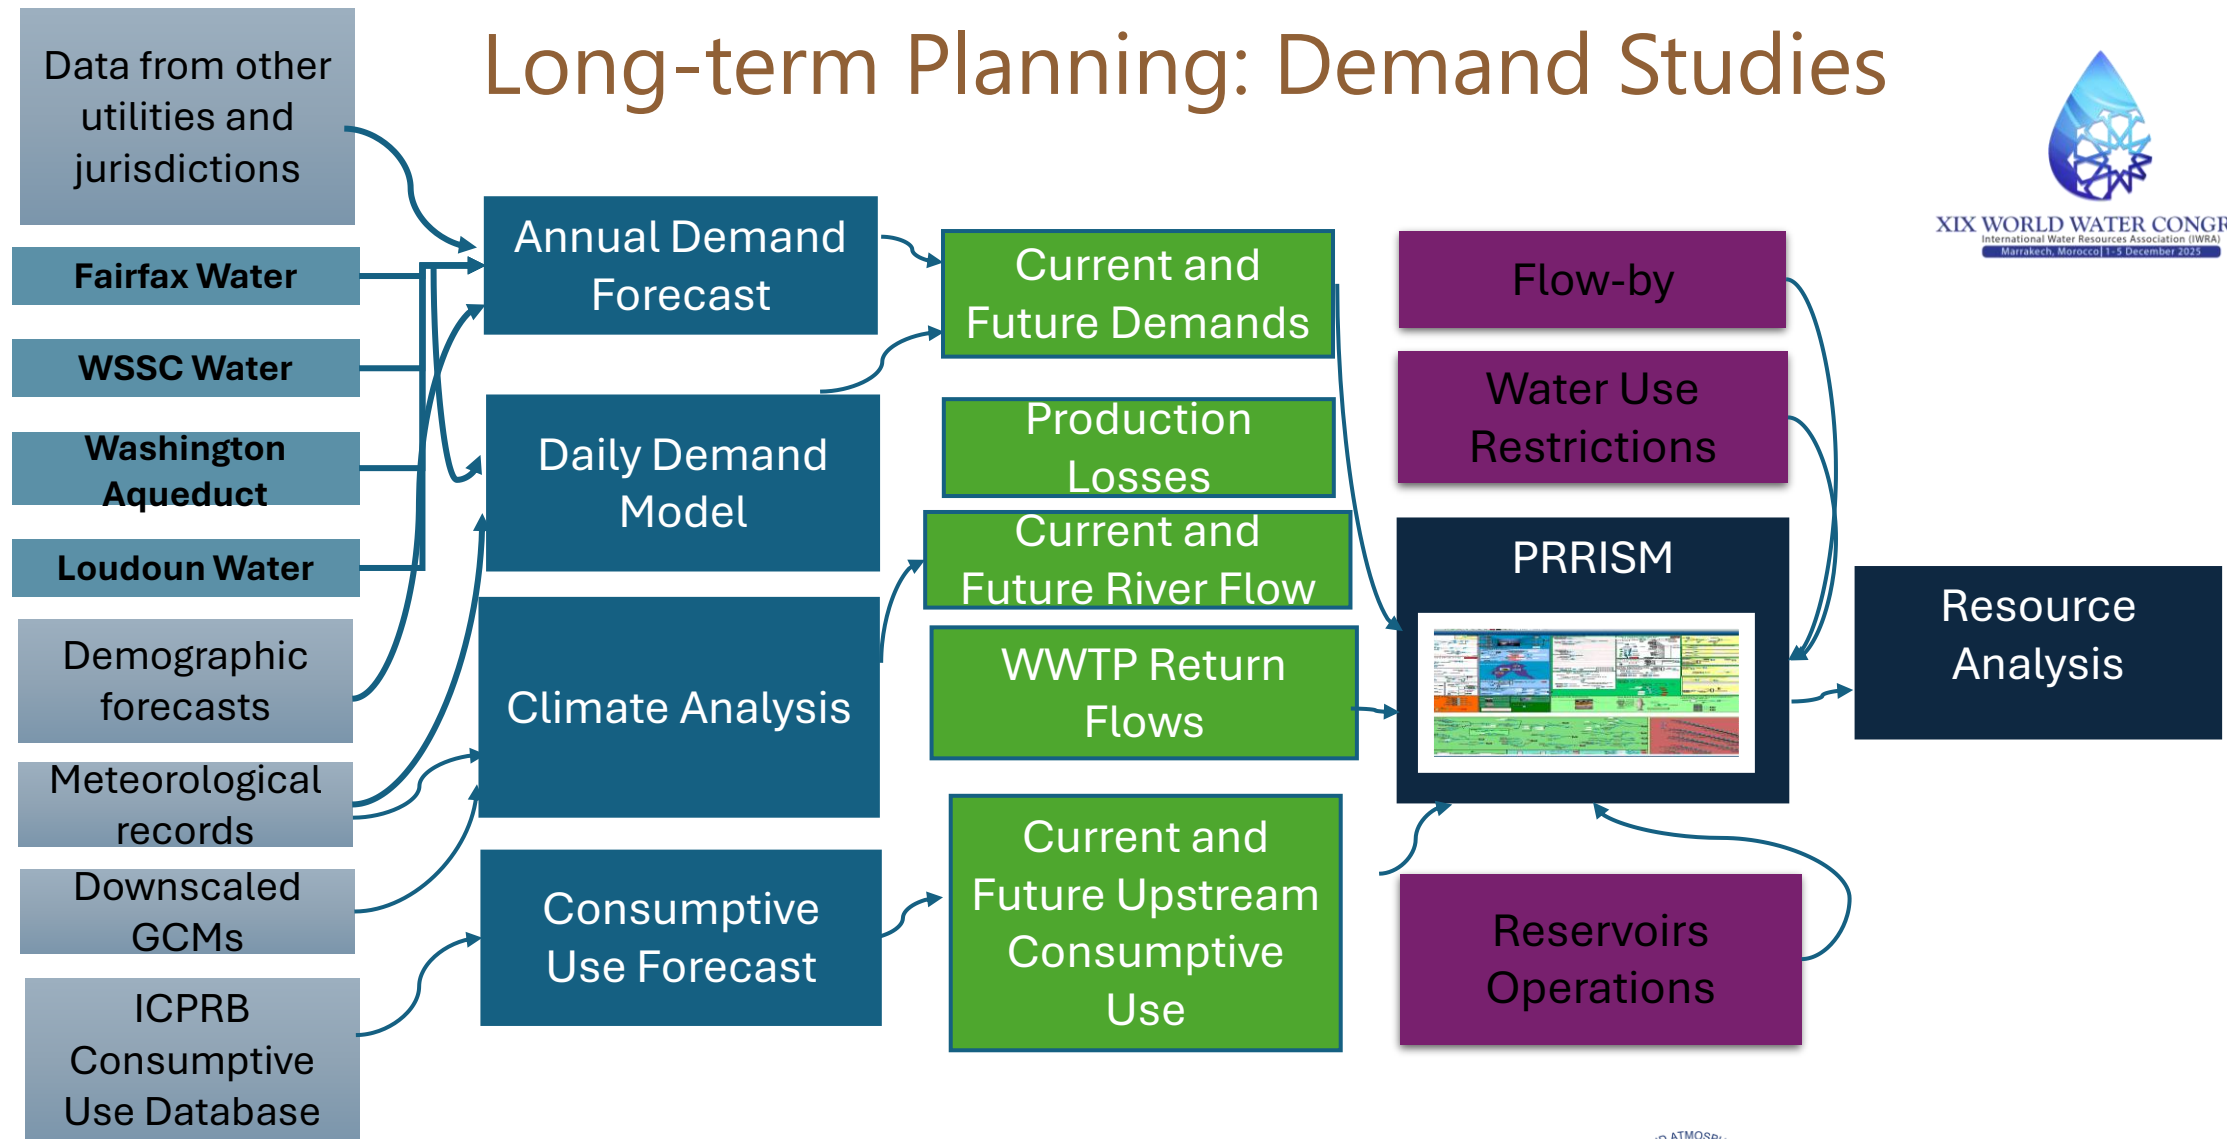 Long-term Planning: Demand Studies
Data from other
utilities and
jurisdictions
Fairfax Water
WSSC Water
Washington
Aqueduct
Loudoun Water
Demographic
forecasts
Meteorological
records
Downscaled
GCMs
ICPRB
Consumptive
Use Database
Annual Demand
Forecast
Daily Demand
Model
Climate Analysis
Consumptive
Use Forecast
Current and
Future Demands
Production
Losses
Current and
Future River Flow
WWTP Return
Flows
Current and
Future Upstream
Consumptive
Use
Flow-by
Water Use
Restrictions
PRRISM
Reservoirs
Operations
Resource
Analysis
XIX WORLD WATER CONGR
International Water Resources Association (IWRA)
Marrakech, Morocco | 1-5 December 2025